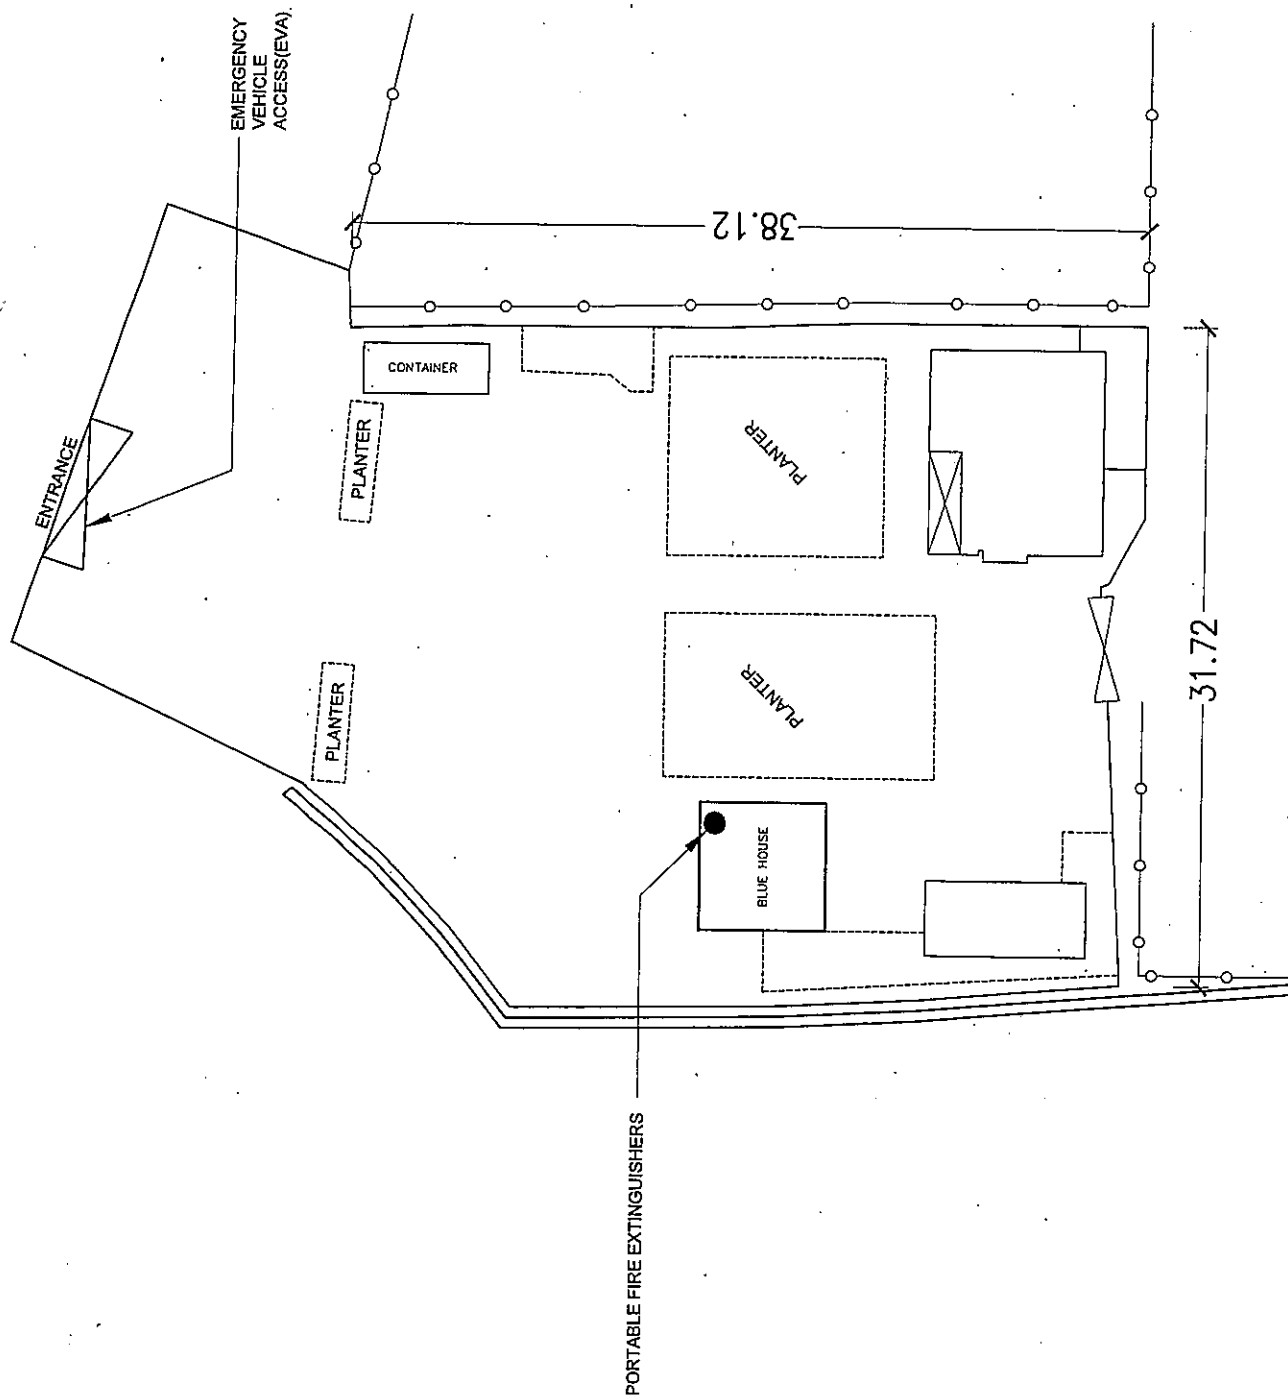 EMERGENCY
VEHICLE
ACCESS(EVA).
ENTRANCE
38.12
CONTAINER
PLANTER
PLANTER
PLANTER
PLANTER
31.72
BLUE HOUSE
PORTABLE FIRE EXTINGUISHERS